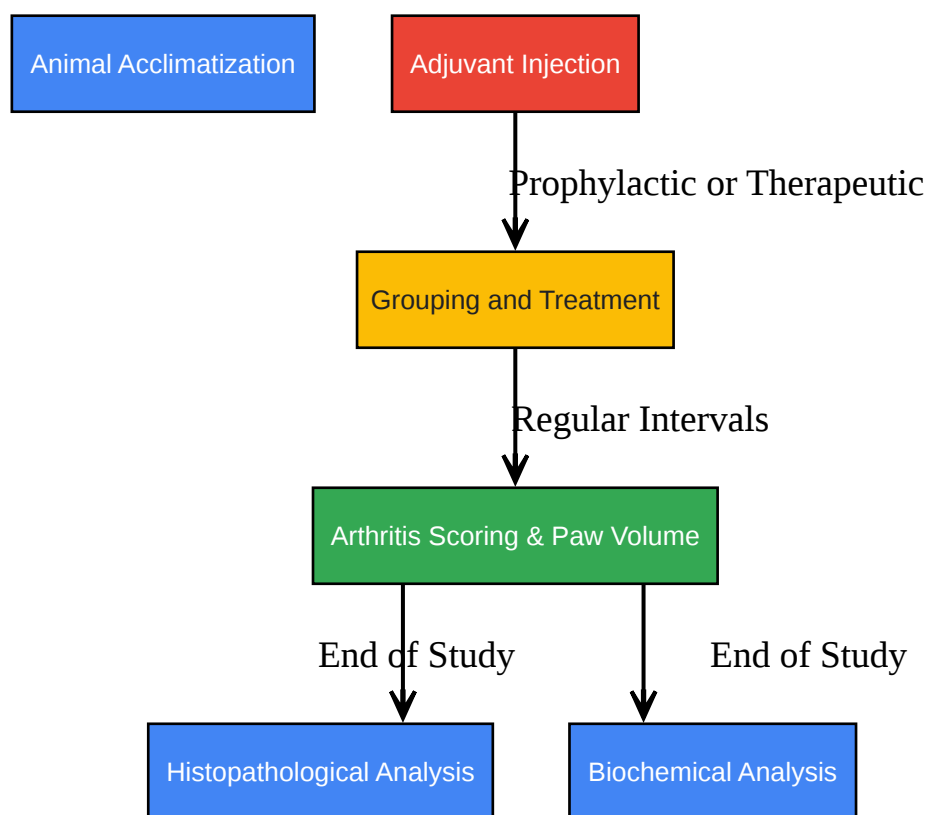 Animal Acclimatization
Adjuvant Injection
Prophylactic or Therapeutic
Grouping and Treatment
Regular Intervals
Arthritis Scoring & Paw Volume
End of Study
End of Study
Histopathological Analysis
Biochemical Analysis